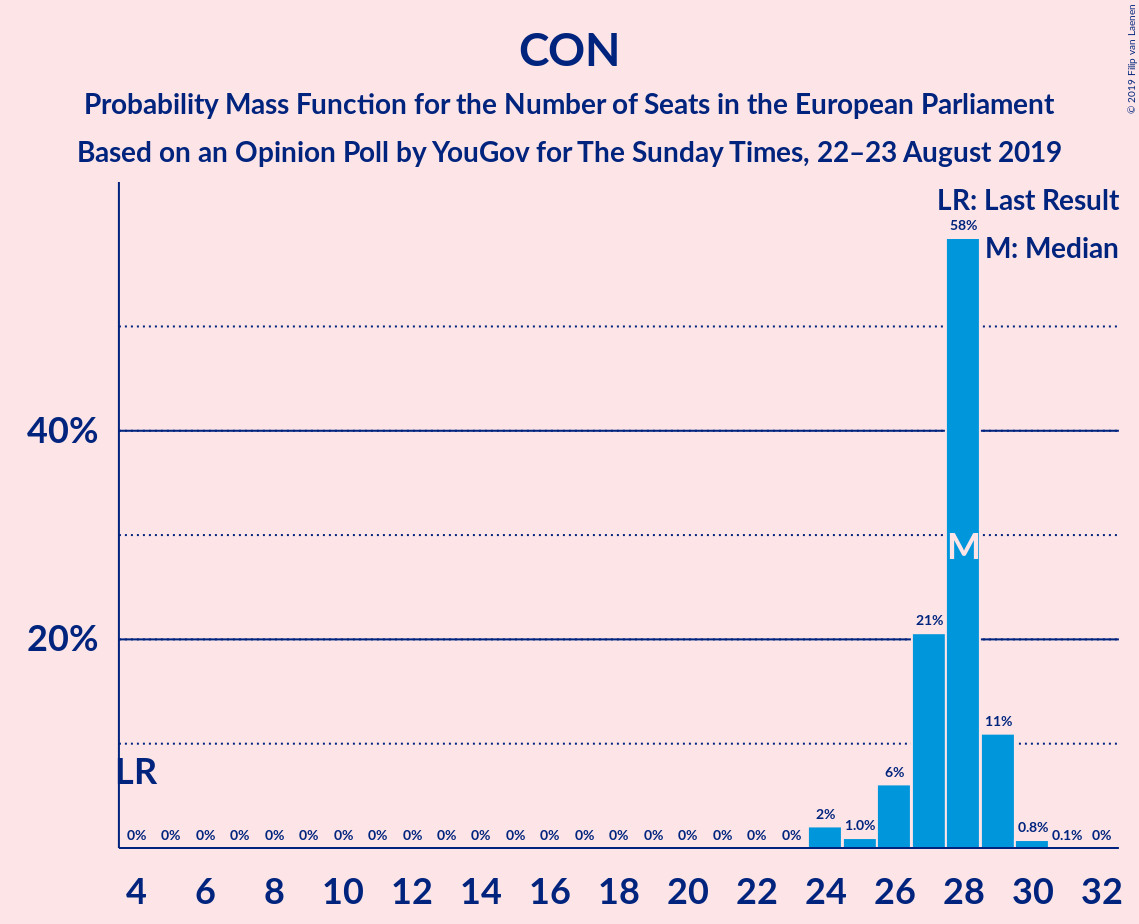 CON
Probability Mass Function for the Number of Seats in the European Parliament
Based on an Opinion Poll by YouGov for The Sunday Times, 22–23 August 2019
© 2019 Filip van Laenen
LR: Last Result
58%
M: Median
40%
M
21%
20%
11%
LR
6%
2%
1.0%
0.8%
0% 0% 0% 0% 0% 0% 0% 0% 0% 0% 0% 0% 0% 0% 0% 0% 0% 0% 0% 0% 0.1% 0%
4 6 8 10 12 14 16 18 20 22 24 26 28 30 32